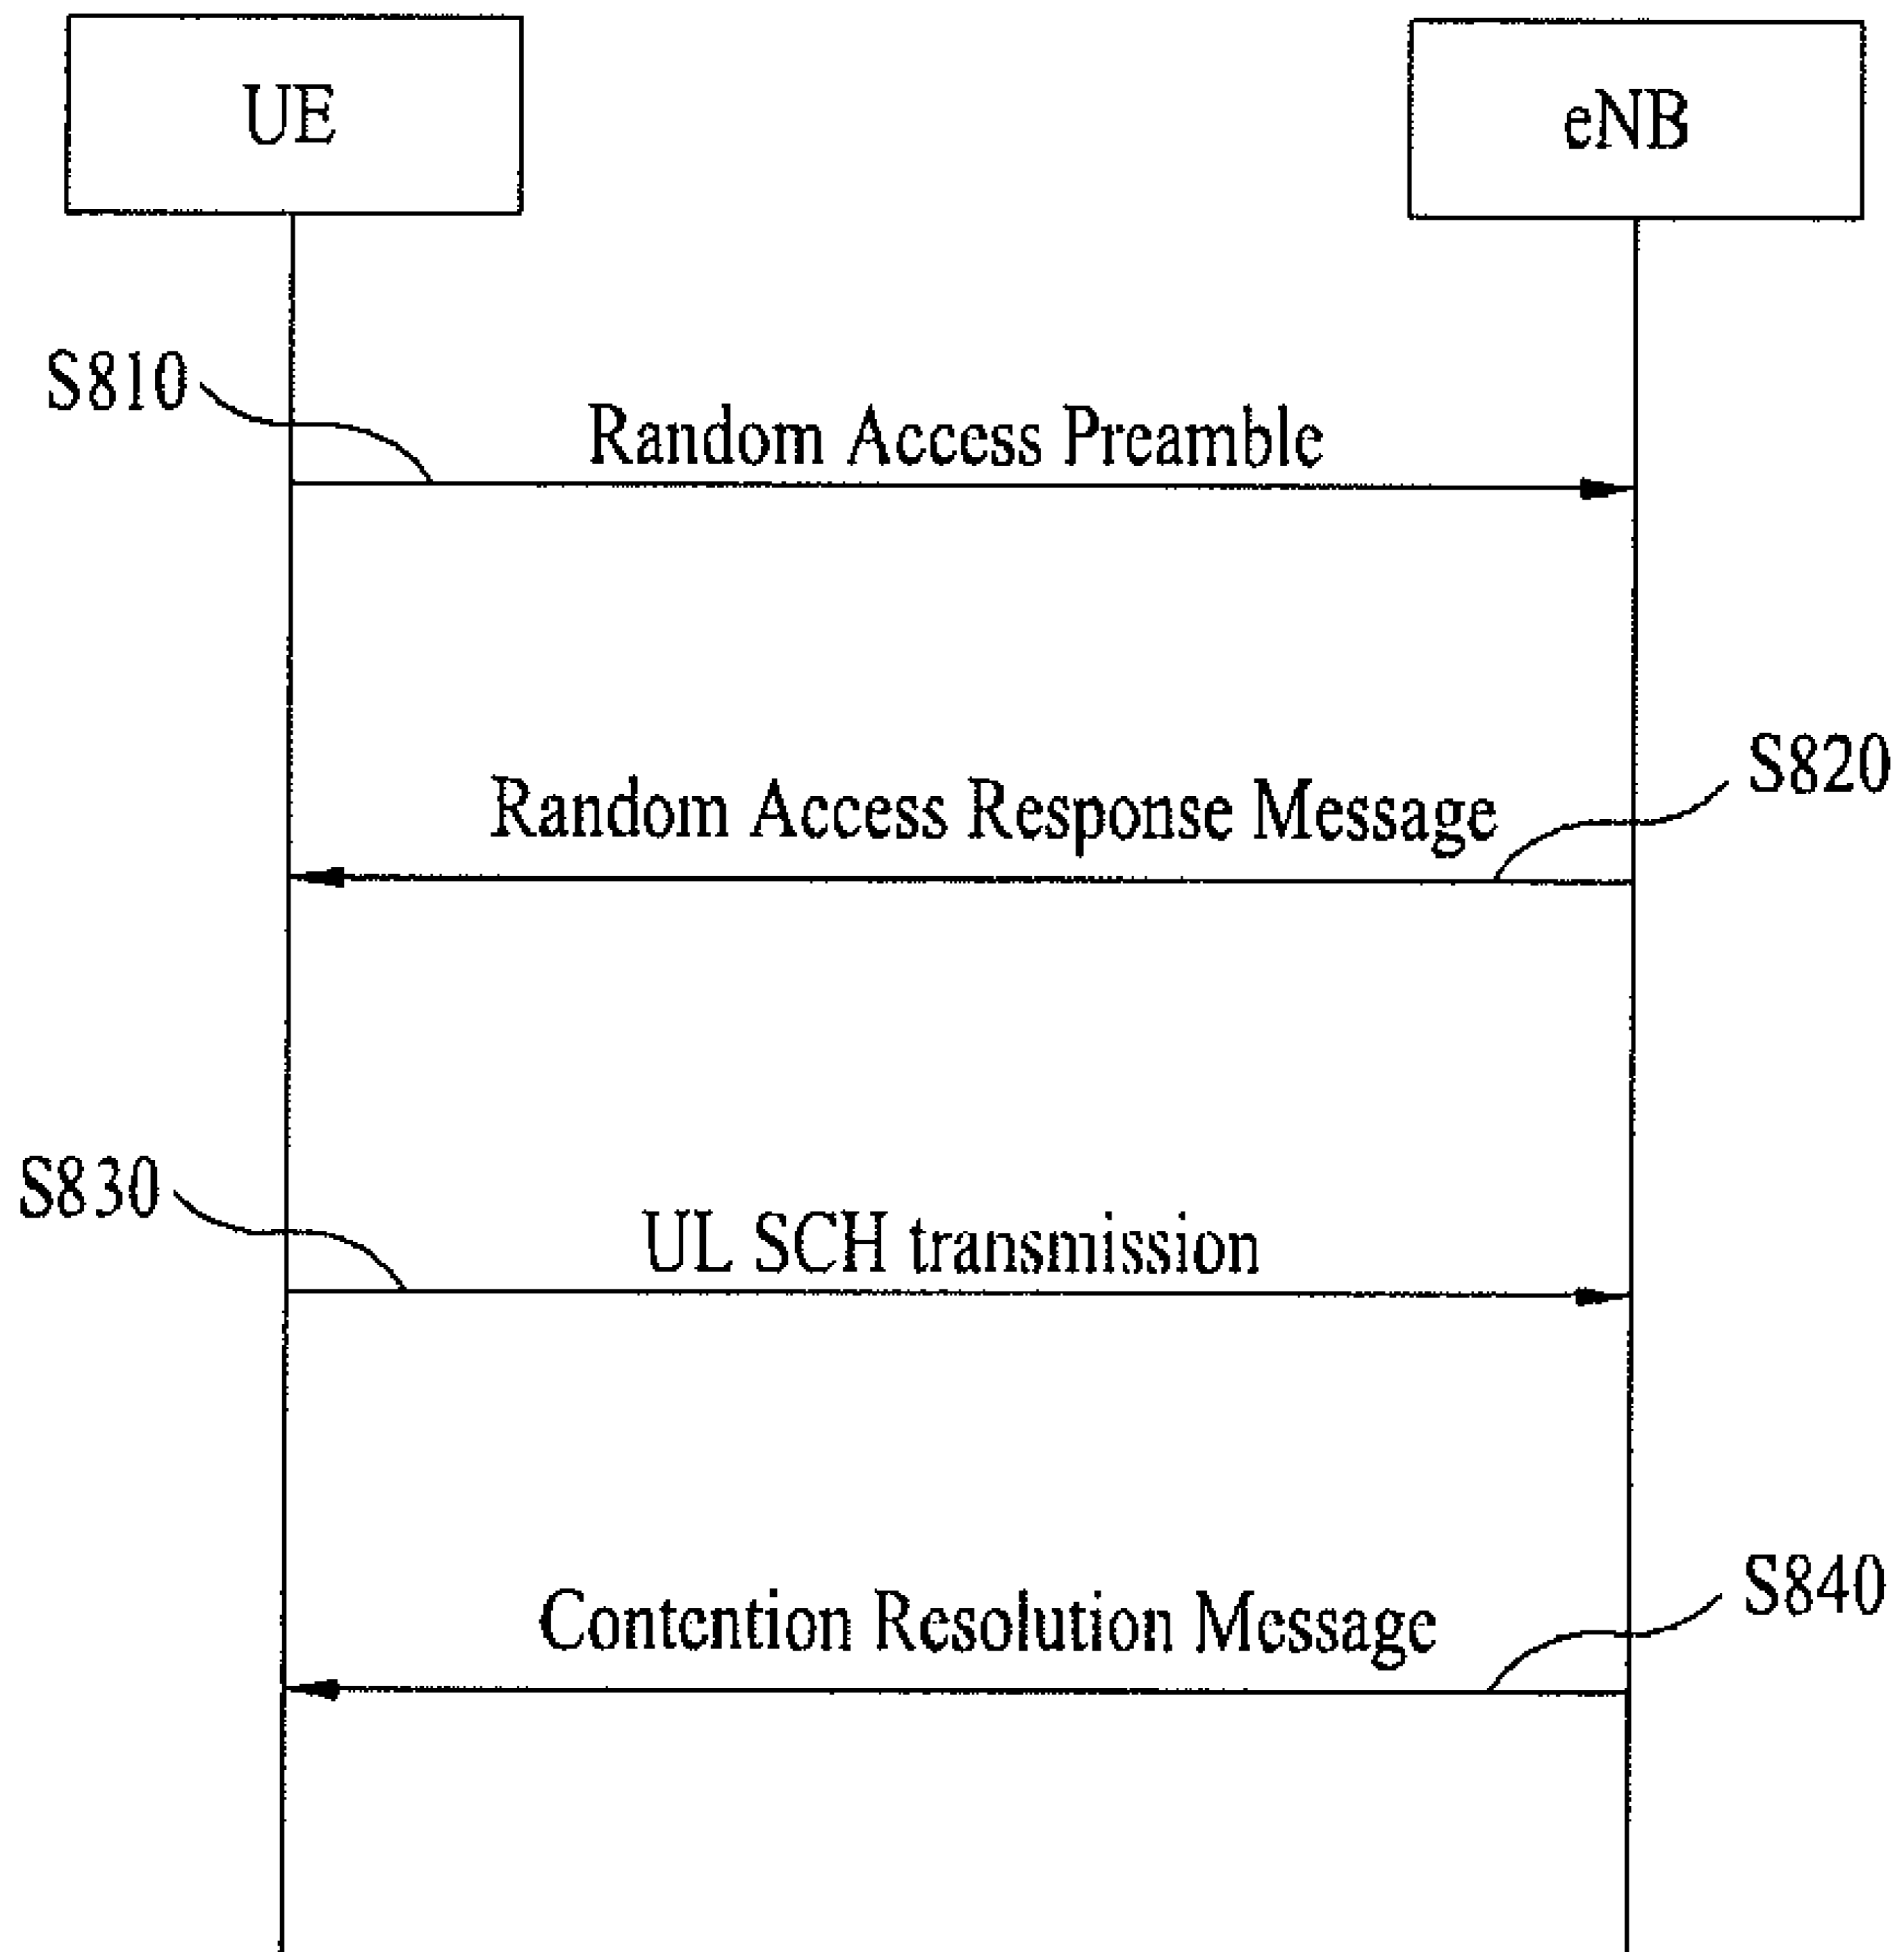 UE
eNB
S810
Random Access Preamble
S820
Random Access Response Message
S830
UL SCH transmission
S840
Contention Resolution Message